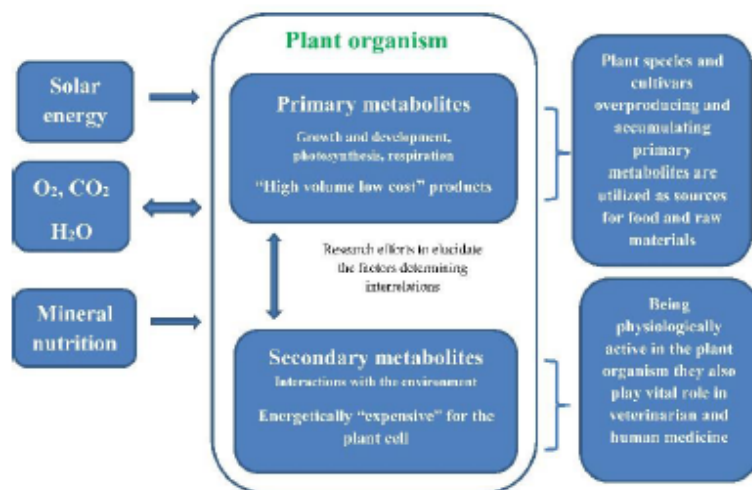 Plant organism
Solar
energy
O₂, CO₂
H₂O
Mineral
nutrition
Primary metabolites
Growth and development,
photosynthesis, respiration
“High volume low cost” products
Research efforts in elucidate
the factors determining
interrelations
Secondary metabolites
Interactions with the environment
Energetically “expensive” for the
plant cell
Plant species and
cultivars
overproducing and
accumulating
primary
metabolites are
utilized as sources
for food and raw
materials
Being
physiologically
active in the plant
organism they also
play vital role in
veterinarian and
human medicine